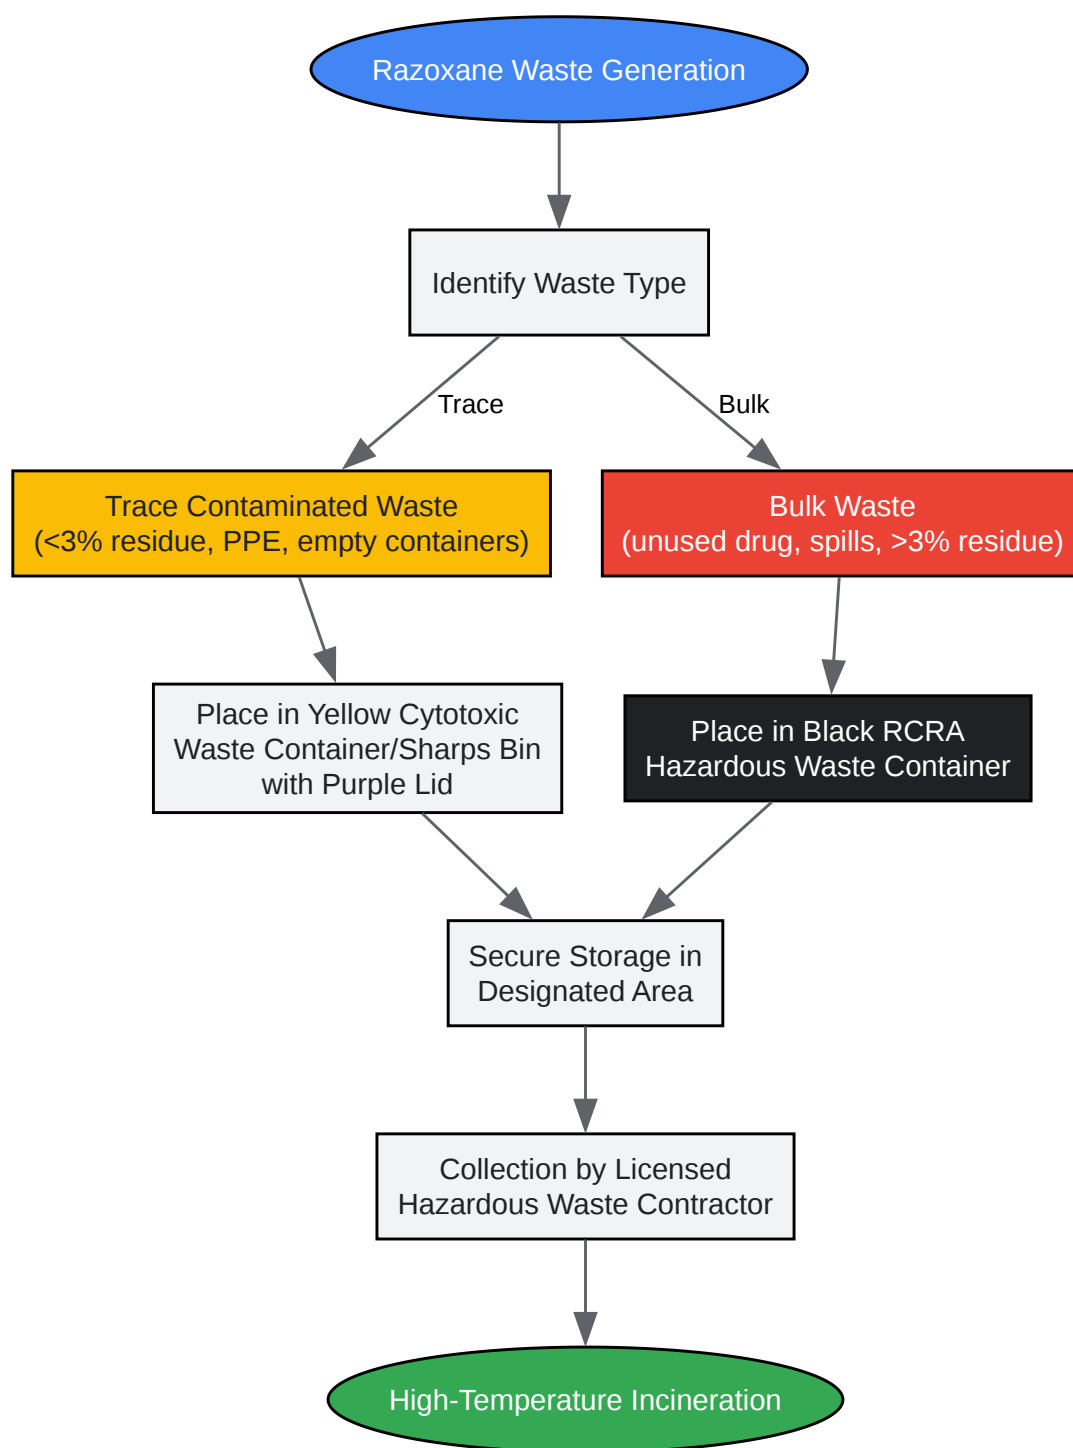 Razoxane Waste Generation
Identify Waste Type
Trace
Bulk
Trace Contaminated Waste
(<3% residue, PPE, empty containers)
Bulk Waste
(unused drug, spills, >3% residue)
Place in Yellow Cytotoxic
Waste Container/Sharps Bin
with Purple Lid
Place in Black RCRA
Hazardous Waste Container
Secure Storage in
Designated Area
Collection by Licensed
Hazardous Waste Contractor
High-Temperature Incineration